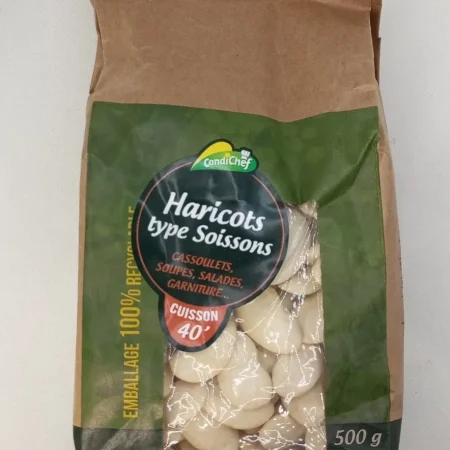 CondiChef
Haricots
type Soissons
CASSOULETS,
SOUPES, SALADES,
GARNITURE...
CUISSON
40'
EMBALLAGE 100% RECYCLABLE
500 g